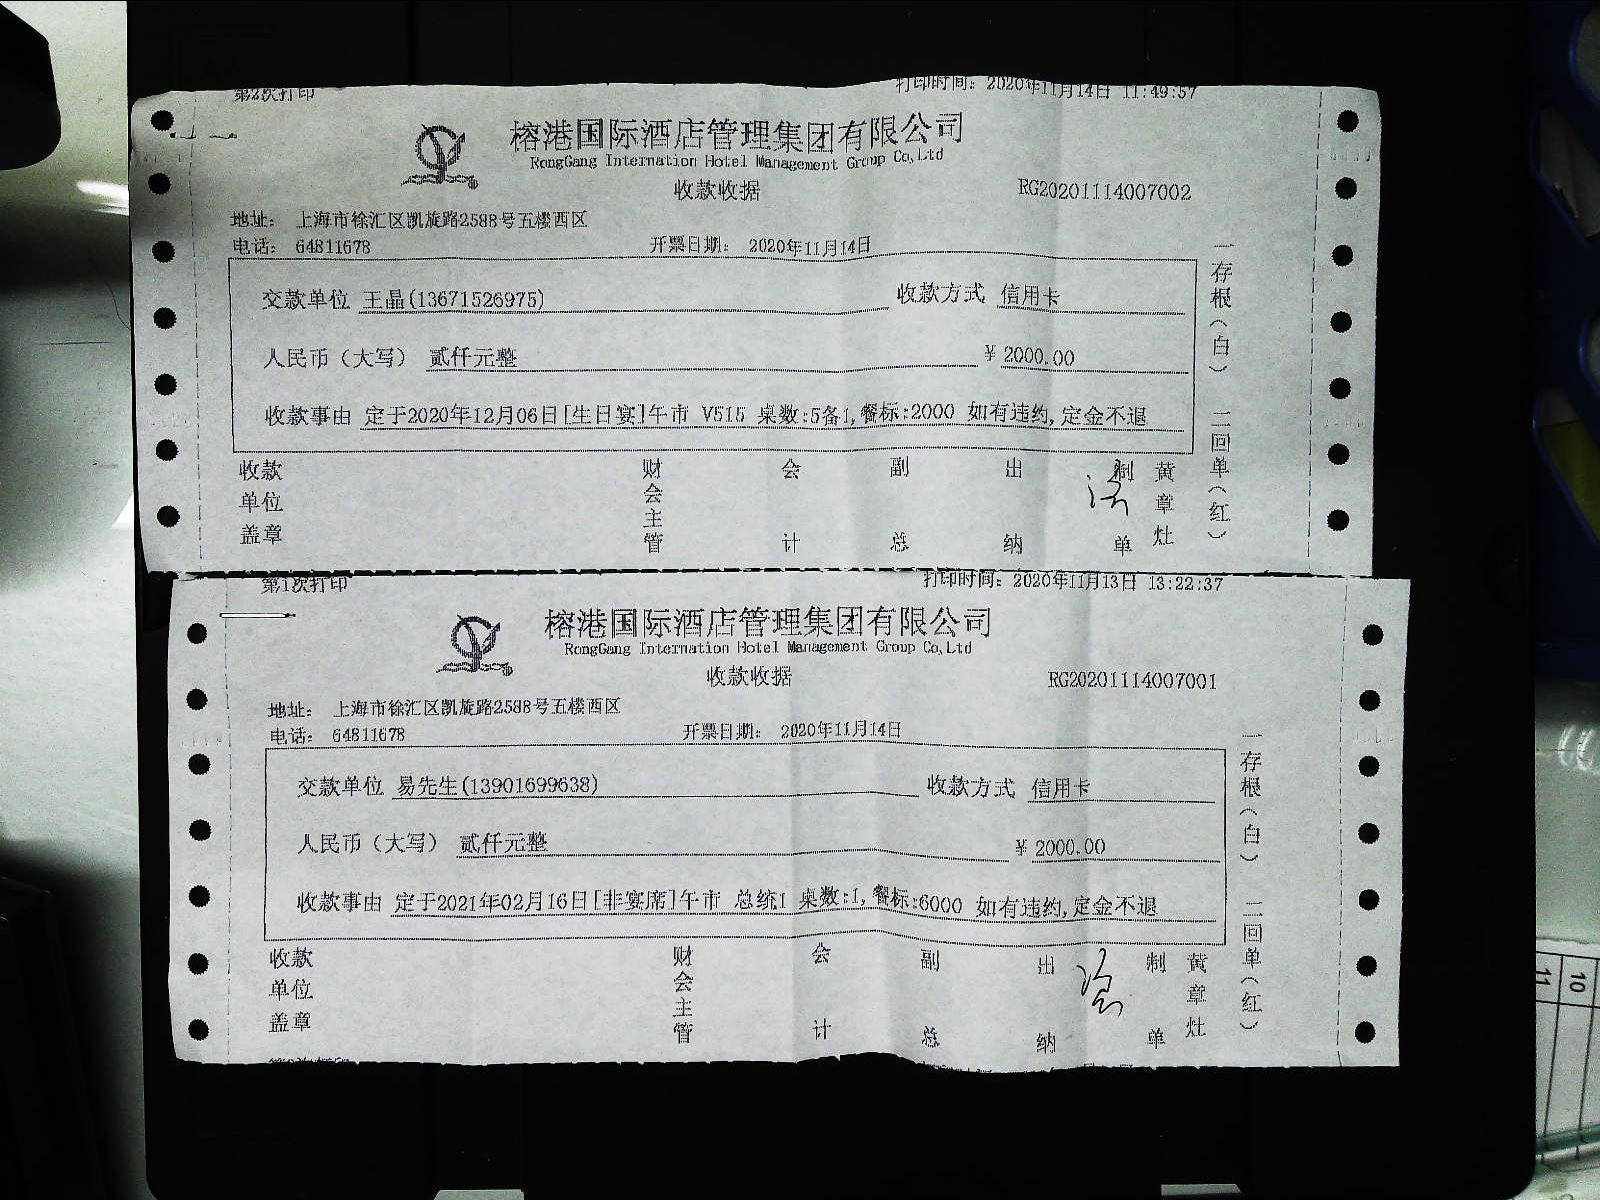 第2次打印 打印时间: 2020年11月14日 11:49:57
榕港国际酒店管理集团有限公司
RongGang Internation Hotel Management Group Co,Ltd
收款收据 RG20201114007002
地址: 上海市徐汇区凯旋路2588号五楼西区
电话: 64811678 开票日期: 2020年11月14日
交款单位 王晶(13671526975) 收款方式 信用卡
人民币（大写） 贰仟元整 ¥ 2000.00
收款事由 定于2020年12月06日[生日宴]午市 V515 桌数:5备1,餐标:2000 如有违约,定金不退
收款单位盖章 财会主管 会计 副总 出纳 制单 黄章灶
一存根（白） 二回单（红）
第1次打印 打印时间: 2020年11月13日 13:22:37
榕港国际酒店管理集团有限公司
RongGang Internation Hotel Management Group Co,Ltd
收款收据 RG20201114007001
地址: 上海市徐汇区凯旋路2588号五楼西区
电话: 64811678 开票日期: 2020年11月14日
交款单位 易先生(13901699638) 收款方式 信用卡
人民币（大写） 贰仟元整 ¥ 2000.00
收款事由 定于2021年02月16日[非宴席]午市 总统1 桌数:1,餐标:6000 如有违约,定金不退
收款单位盖章 财会主管 会计 副总 出纳 制单 黄章灶
一存根（白） 二回单（红）
11 10